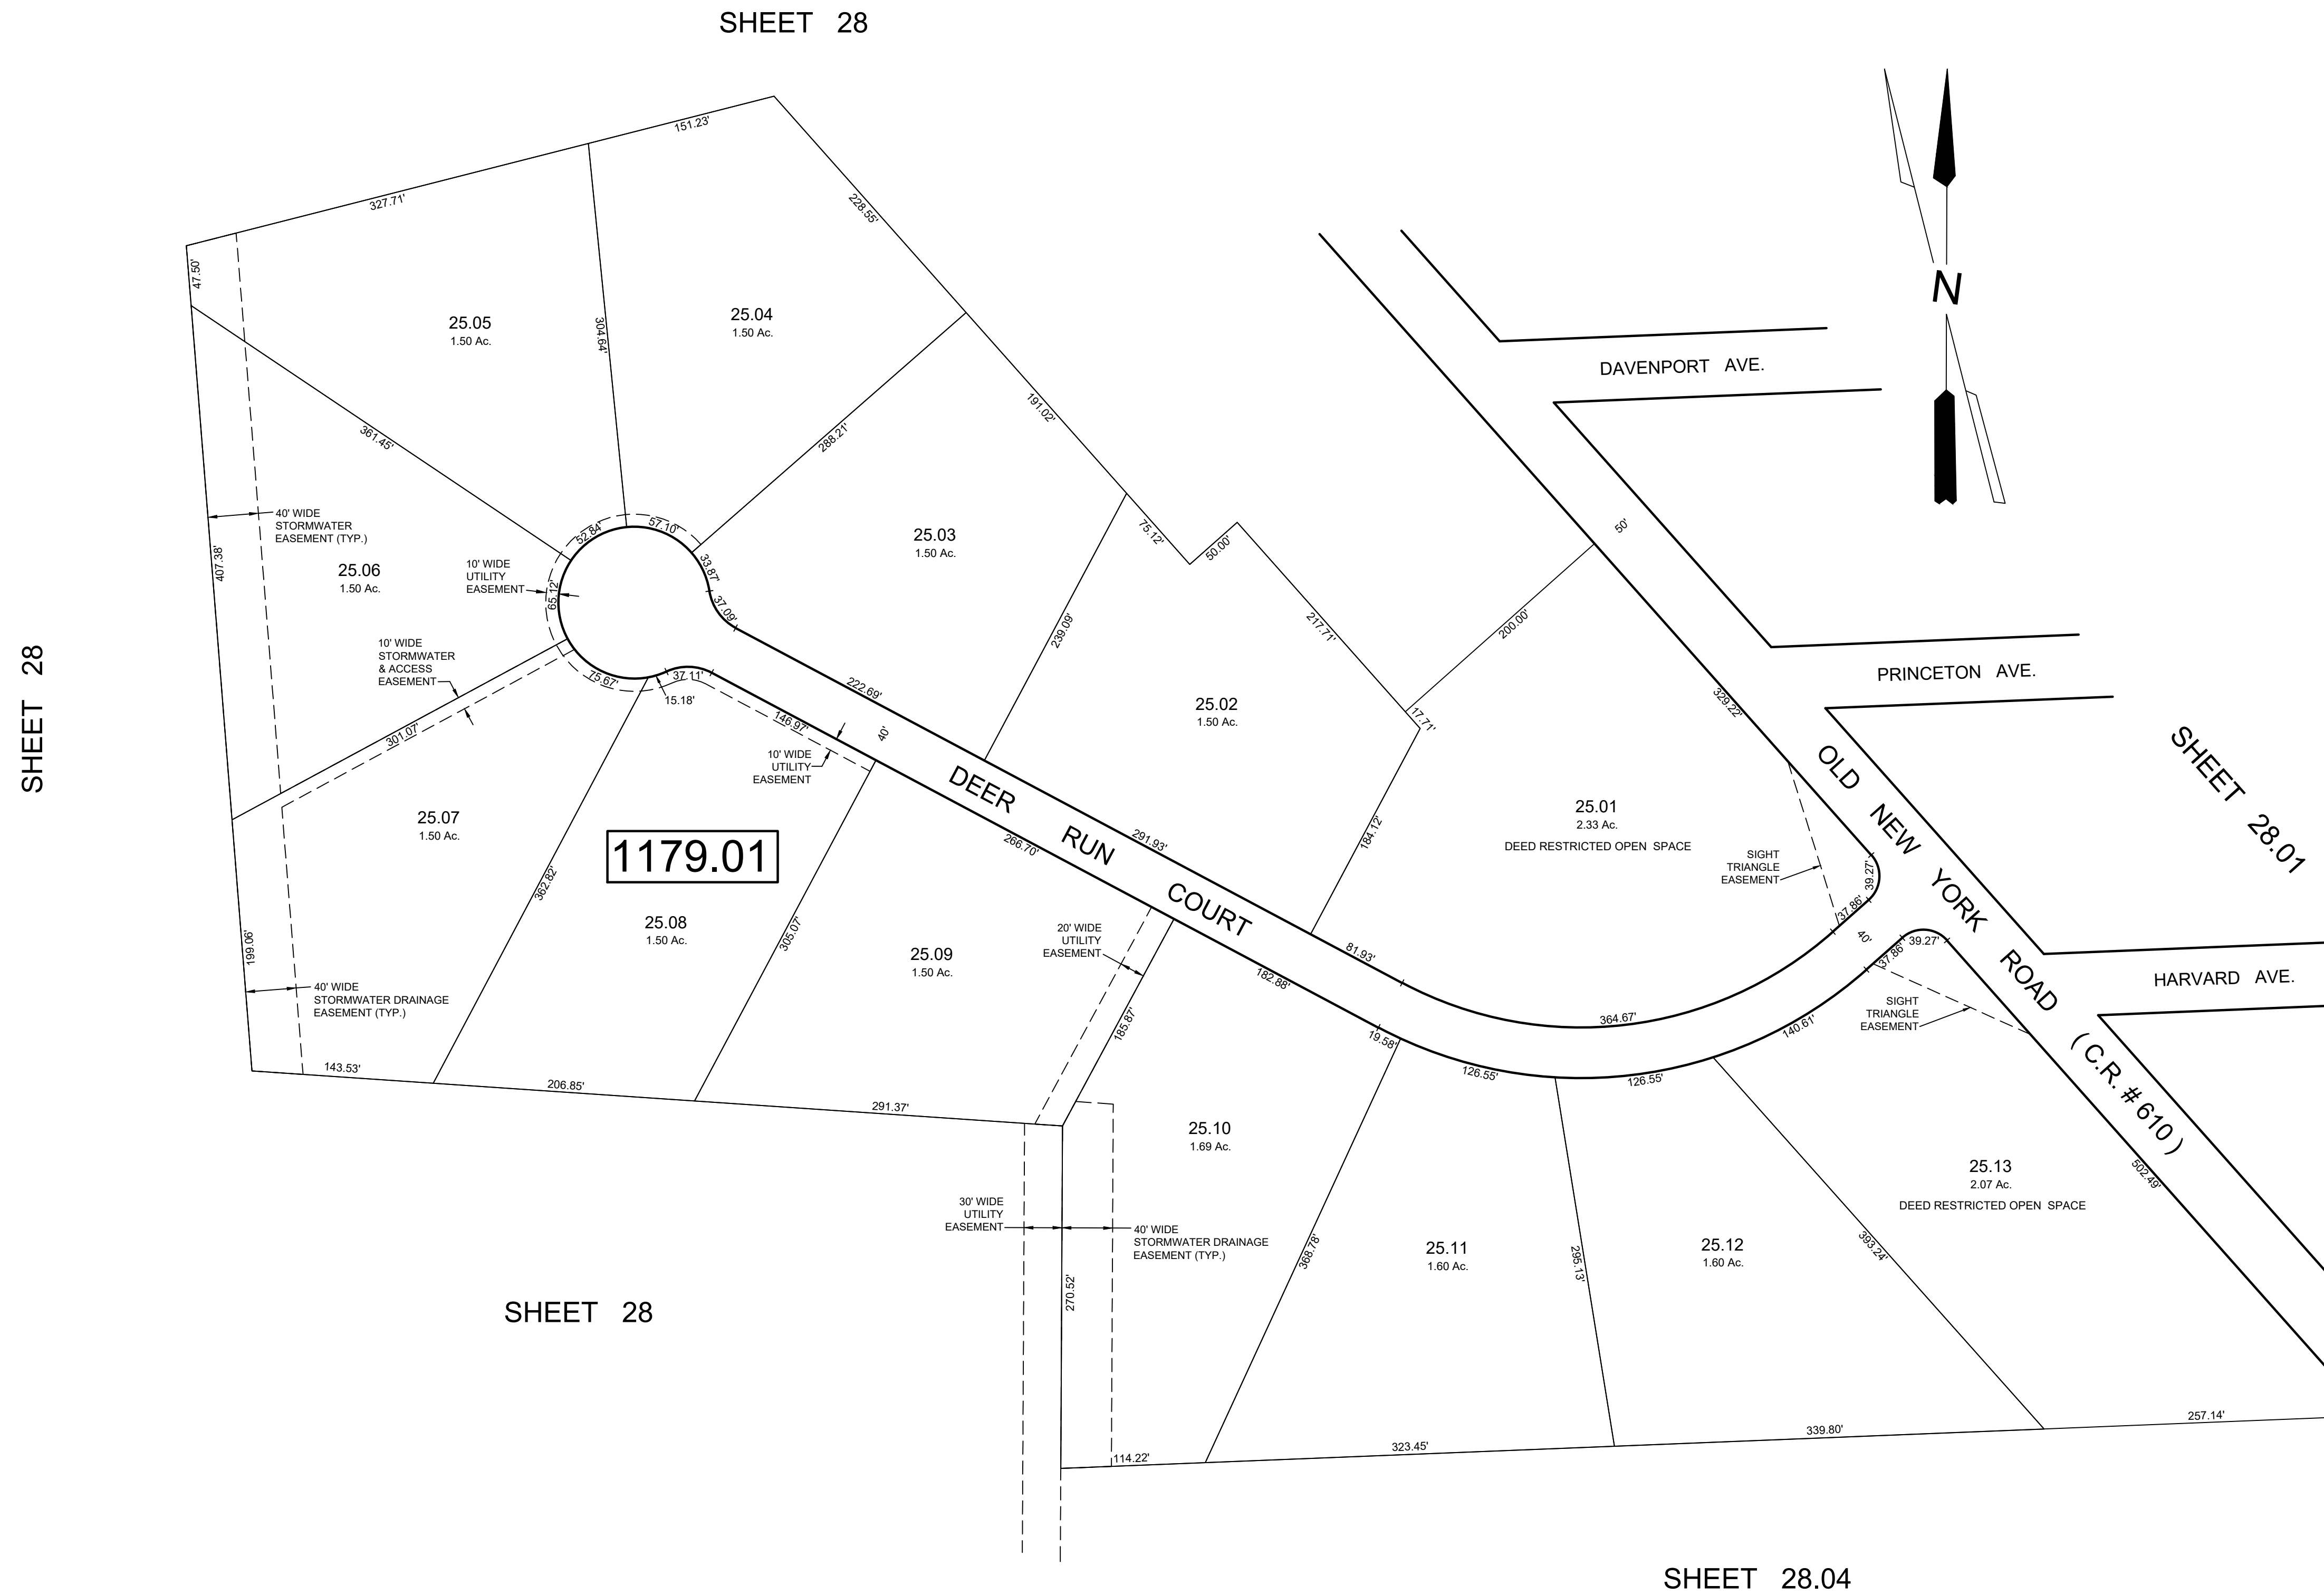 SHEET 28
151.23'
327.71'
228.55'
47.50'
N
25.05
1.50 Ac.
304.64'
25.04
1.50 Ac.
DAVENPORT AVE.
361.45'
288.21'
191.02'
40' WIDE
STORMWATER
EASEMENT (TYP.)
407.38'
25.06
1.50 Ac.
10' WIDE
UTILITY
EASEMENT
52.84'
57.10'
33.87'
65.12'
37.09'
25.03
1.50 Ac.
75.12'
50.00'
50'
239.09'
217.71'
200.00'
SHEET 28
10' WIDE
STORMWATER
& ACCESS
EASEMENT
301.07'
75.67'
37.11'
15.18'
222.69'
146.97'
40'
10' WIDE
UTILITY
EASEMENT
25.02
1.50 Ac.
17.71'
329.22'
PRINCETON AVE.
SHEET 28.01
25.07
1.50 Ac.
1179.01
362.82'
DEER RUN COURT
266.70'
291.93'
184.12'
25.01
2.33 Ac.
DEED RESTRICTED OPEN SPACE
SIGHT
TRIANGLE
EASEMENT
39.27'
37.86'
OLD NEW YORK ROAD ( C.R. # 610 )
25.08
1.50 Ac.
305.07'
25.09
1.50 Ac.
20' WIDE
UTILITY
EASEMENT
81.93'
182.88'
40'
37.86'
39.27'
HARVARD AVE.
199.06'
40' WIDE
STORMWATER DRAINAGE
EASEMENT (TYP.)
185.87'
19.58'
364.67'
140.61'
SIGHT
TRIANGLE
EASEMENT
143.53'
206.85'
291.37'
126.55'
126.55'
25.10
1.69 Ac.
25.13
2.07 Ac.
DEED RESTRICTED OPEN SPACE
502.49'
30' WIDE
UTILITY
EASEMENT
40' WIDE
STORMWATER DRAINAGE
EASEMENT (TYP.)
368.78'
25.11
1.60 Ac.
295.13'
25.12
1.60 Ac.
393.24'
270.52'
SHEET 28
114.22'
323.45'
339.80'
257.14'
SHEET 28.04